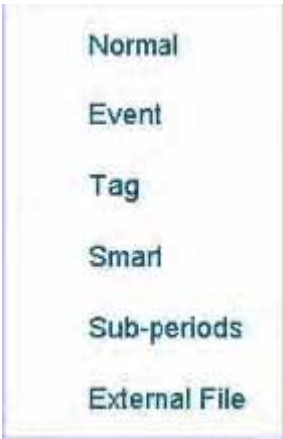 Normal
Event
Tag
Smart
Sub-periods
External File